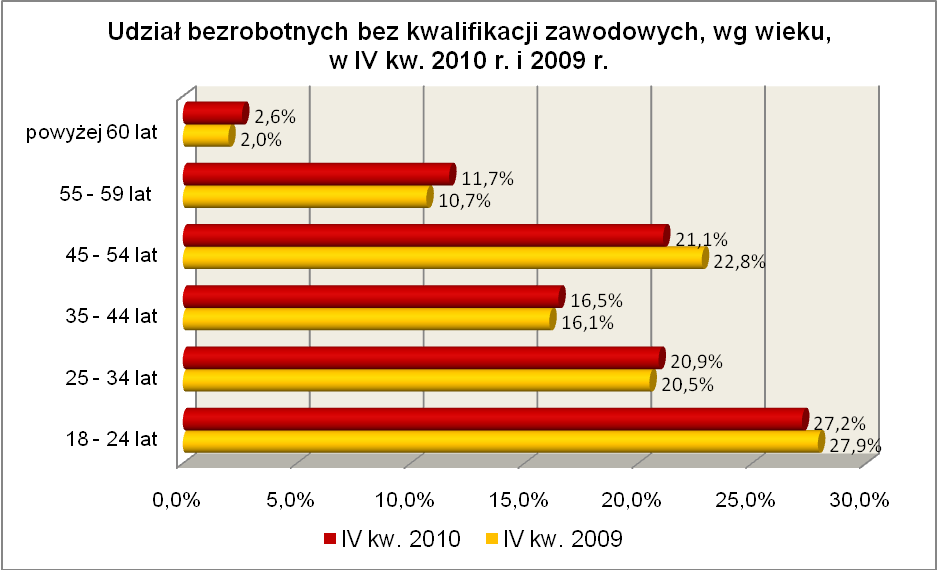 Udział bezrobotnych bez kwalifikacji zawodowych, wg wieku,
w IV kw. 2010 r. i 2009 r.
powyżej 60 lat
2,6%
2,0%
55 - 59 lat
11,7%
10,7%
45 - 54 lat
21,1%
22,8%
35 - 44 lat
16,5%
16,1%
25 - 34 lat
20,9%
20,5%
18 - 24 lat
27,2%
27,9%
0,0% 5,0% 10,0% 15,0% 20,0% 25,0% 30,0%
IV kw. 2010 IV kw. 2009